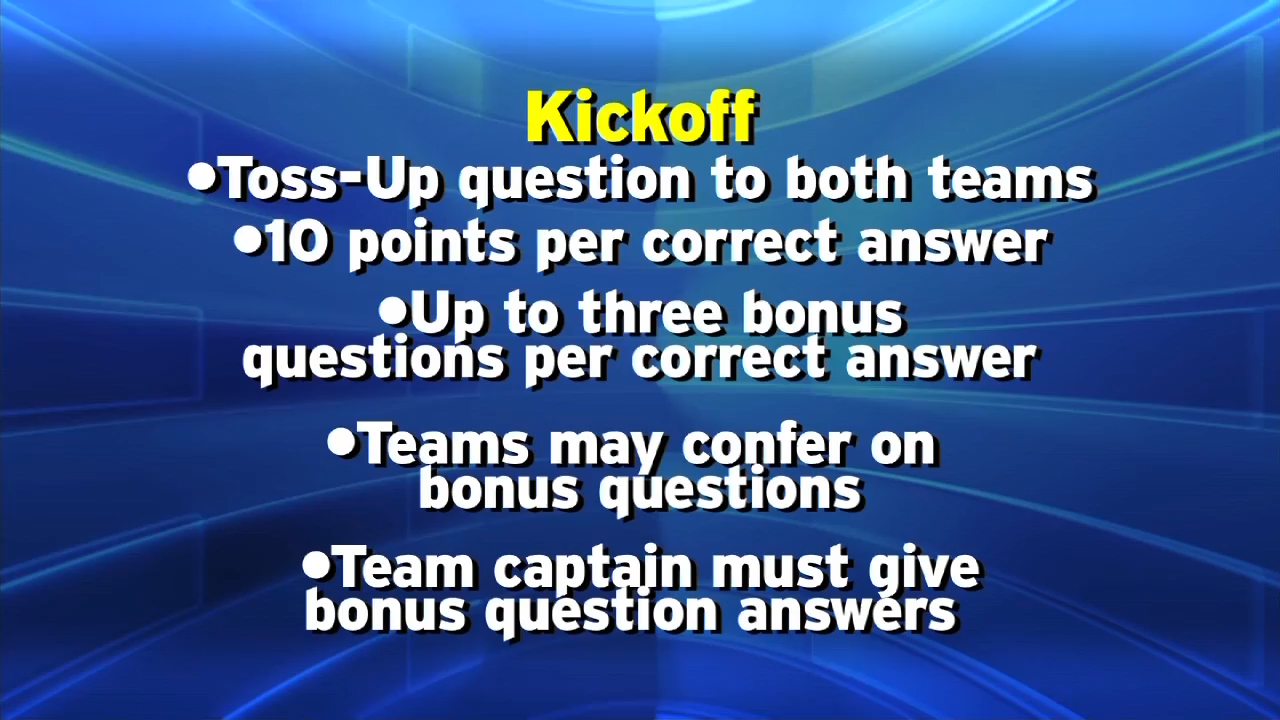 Kickoff
•Toss-Up question to both teams
•10 points per correct answer
•Up to three bonus
questions per correct answer
•Teams may confer on
bonus questions
•Team captain must give
bonus question answers